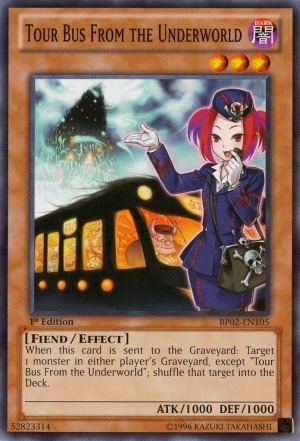 TOUR BUS FROM THE UNDERWORLD
DARK
闇
1st Edition
BP02-EN105
[FIEND / EFFECT]
When this card is sent to the Graveyard: Target
1 monster in either player's Graveyard, except "Tour
Bus From the Underworld"; shuffle that target into the
Deck.
ATK/1000 DEF/1000
52823314
©1996 KAZUKI TAKAHASHI